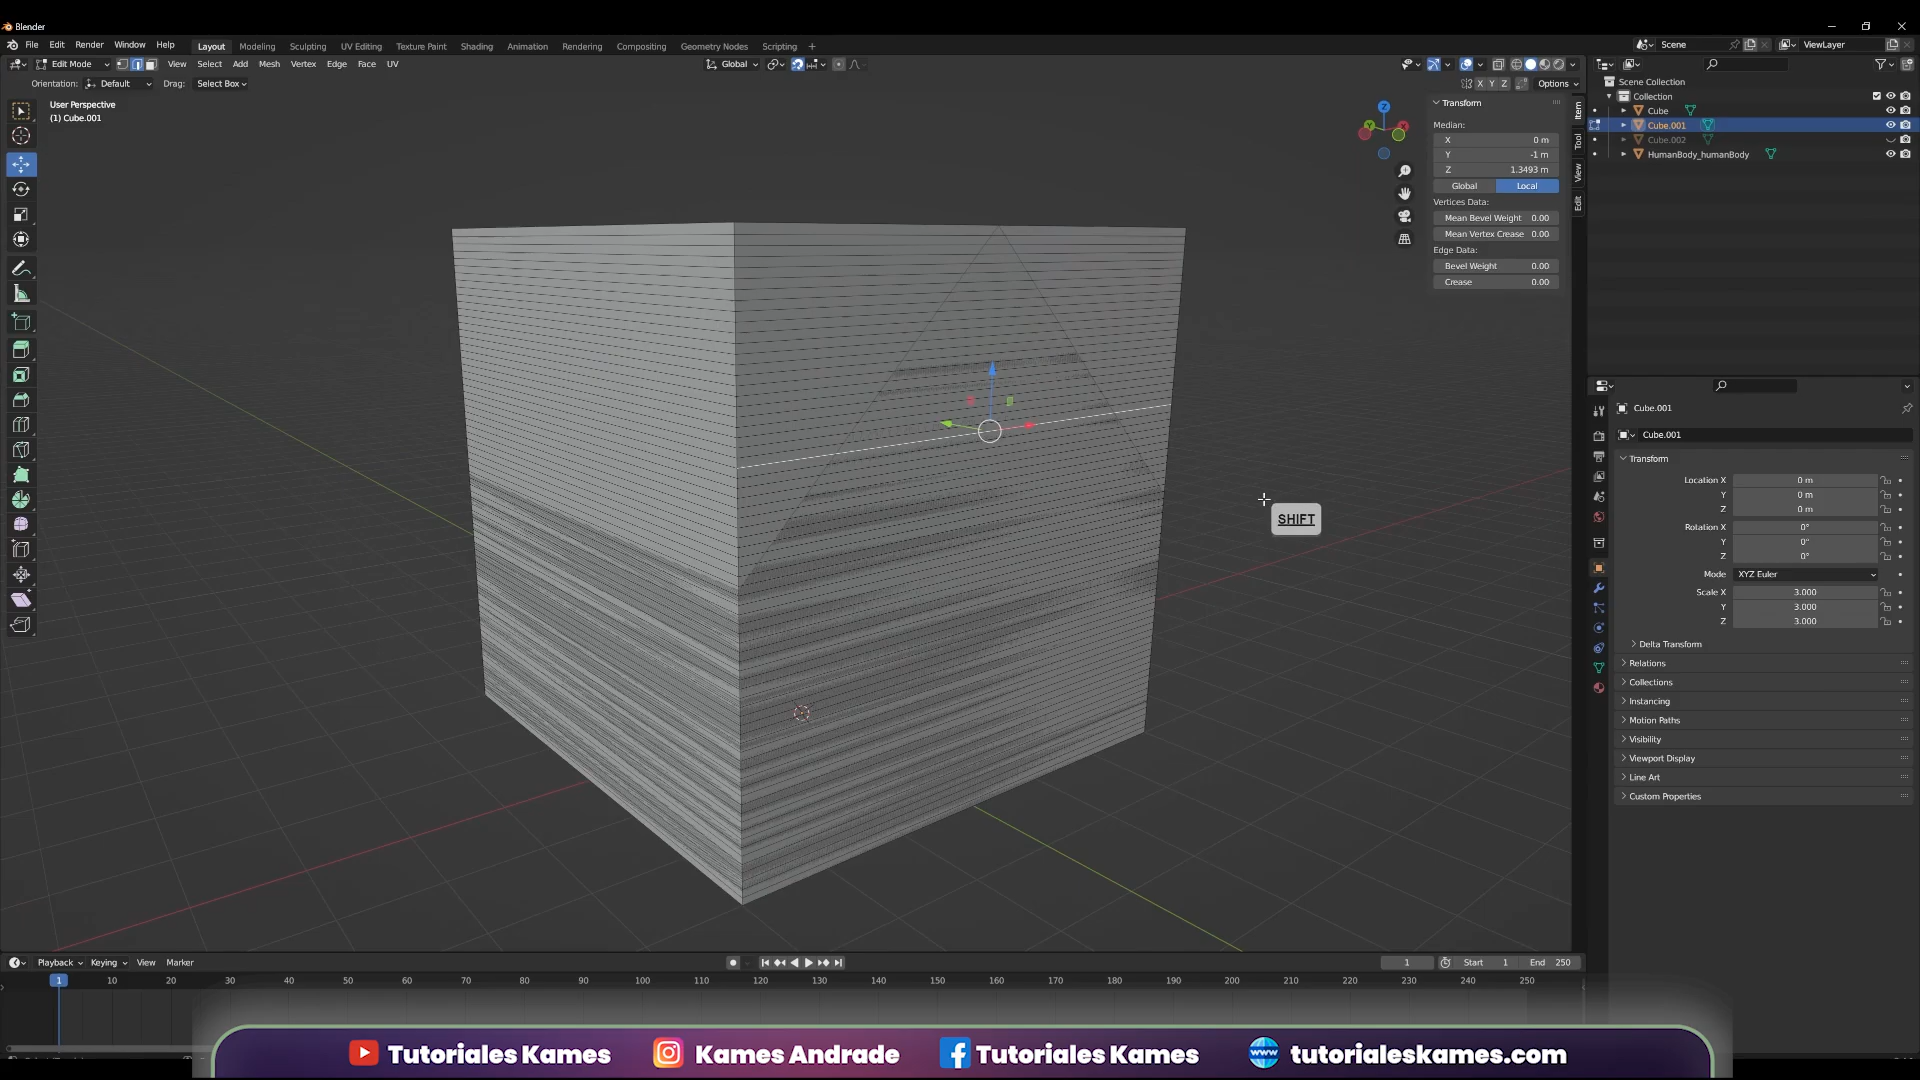 Blender
File Edit Render Window Help
Layout Modeling Sculpting UV Editing Texture Paint Shading Animation Rendering Compositing Geometry Nodes Scripting +
Scene
ViewLayer
Edit Mode View Select Add Mesh Vertex Edge Face UV
Global
Orientation: Default Drag: Select Box
X Y Z Options
User Perspective
(1) Cube.001
Transform
Median:
X 0 m
Y -1 m
Z 1.3493 m
Global Local
Vertices Data:
Mean Bevel Weight 0.00
Mean Vertex Crease 0.00
Edge Data:
Bevel Weight 0.00
Crease 0.00
Item
Tool
View
Edit
Scene Collection
Collection
Cube
Cube.001
Cube.002
HumanBody_humanBody
SHIFT
Cube.001
Cube.001
Transform
Location X 0 m
Y 0 m
Z 0 m
Rotation X 0°
Y 0°
Z 0°
Mode XYZ Euler
Scale X 3.000
Y 3.000
Z 3.000
Delta Transform
Relations
Collections
Instancing
Motion Paths
Visibility
Viewport Display
Line Art
Custom Properties
Playback Keying View Marker
1 Start 1 End 250
1 10 20 30 40 50 60 70 80 90 100 110 120 130 140 150 160 170 180 190 200 210 220 230 240 250
Tutoriales Kames Kames Andrade Tutoriales Kames www tutorialeskames.com